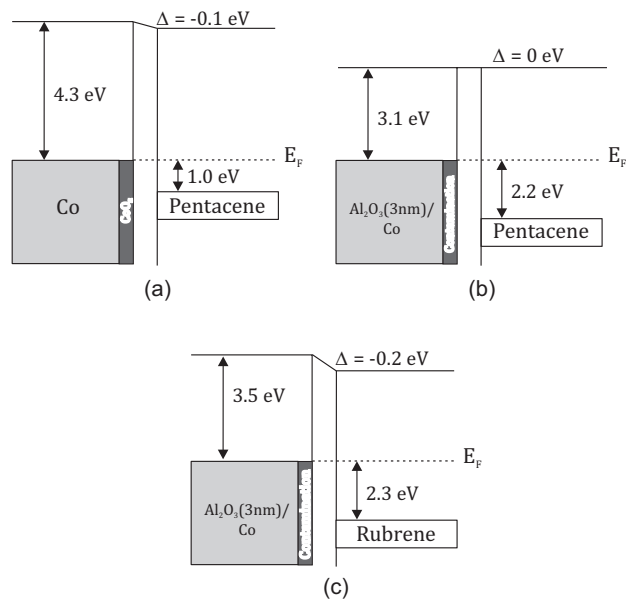 Δ = -0.1 eV
4.3 eV
E_F
1.0 eV
Co
CoOₓ
Pentacene
(a)
Δ = 0 eV
3.1 eV
E_F
2.2 eV
Al₂O₃(3nm)/
Co
Contamination
Pentacene
(b)
Δ = -0.2 eV
3.5 eV
E_F
2.3 eV
Al₂O₃(3nm)/
Co
Contamination
Rubrene
(c)